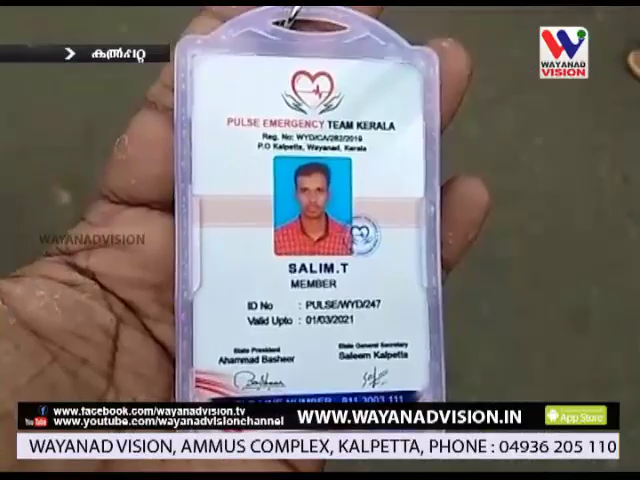 കൽപ്പറ്റ
W
WAYANAD
VISION
PULSE EMERGENCY TEAM KERALA
Reg. No: WYD/CA/282/2019
P.O Kalpetta, Wayanad, Kerala
WAYANADVISION
SALIM.T
MEMBER
ID No : PULSE/WYD/247
Valid Upto : 01/03/2021
State President
Ahammad Basheer
State General Secretary
Saleem Kalpetta
NUMBER
www.facebook.com/wayanadvision.tv
You Tube www.youtube.com/wayanadvisionchannel
WWW.WAYANADVISION.IN
App Store
WAYANAD VISION, AMMUS COMPLEX, KALPETTA, PHONE : 04936 205 110